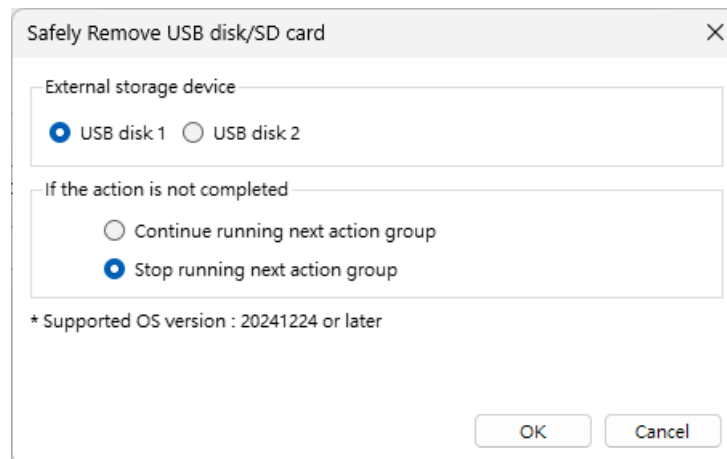 Safely Remove USB disk/SD card
External storage device
USB disk 1 USB disk 2
If the action is not completed
Continue running next action group
Stop running next action group
* Supported OS version : 20241224 or later
OK Cancel